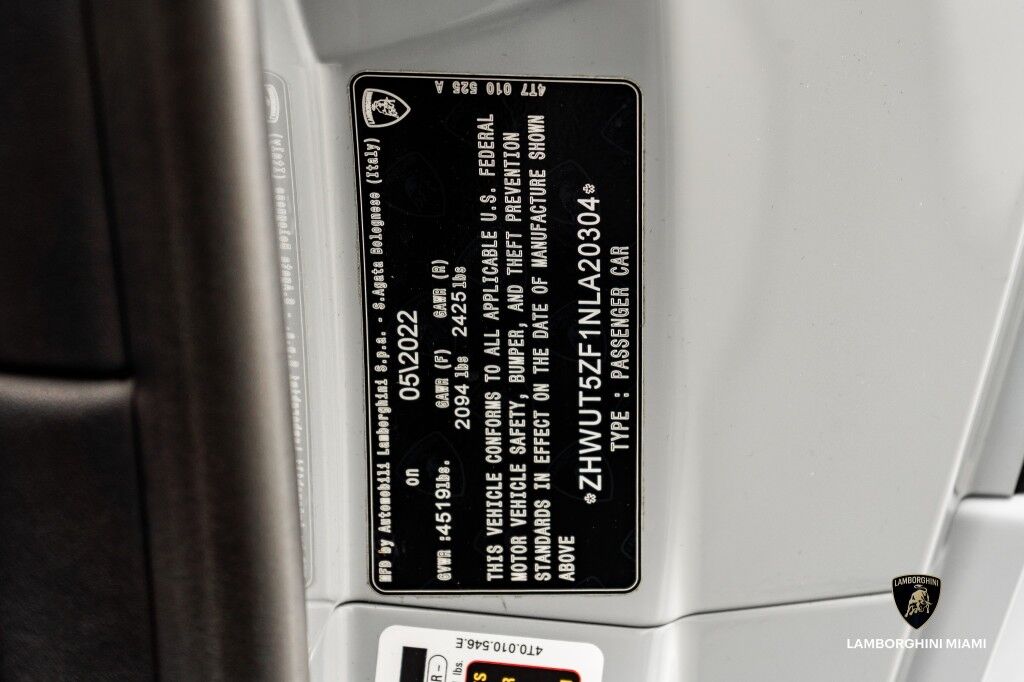 4T7 010 525 A
MFD by Automobili Lamborghini S.p.a. - S.Agata Bolognese (Italy)
on 05\2022
GVWR :4519lbs. GAWR (F) GAWR (R)
2094 lbs 2425lbs
THIS VEHICLE CONFORMS TO ALL APPLICABLE U.S. FEDERAL
MOTOR VEHICLE SAFETY, BUMPER, AND THEFT PREVENTION
STANDARDS IN EFFECT ON THE DATE OF MANUFACTURE SHOWN
ABOVE
*ZHWUT5ZF1NLA20304*
TYPE : PASSENGER CAR
4T0.010.546.E
lbs.
LAMBORGHINI
LAMBORGHINI MIAMI